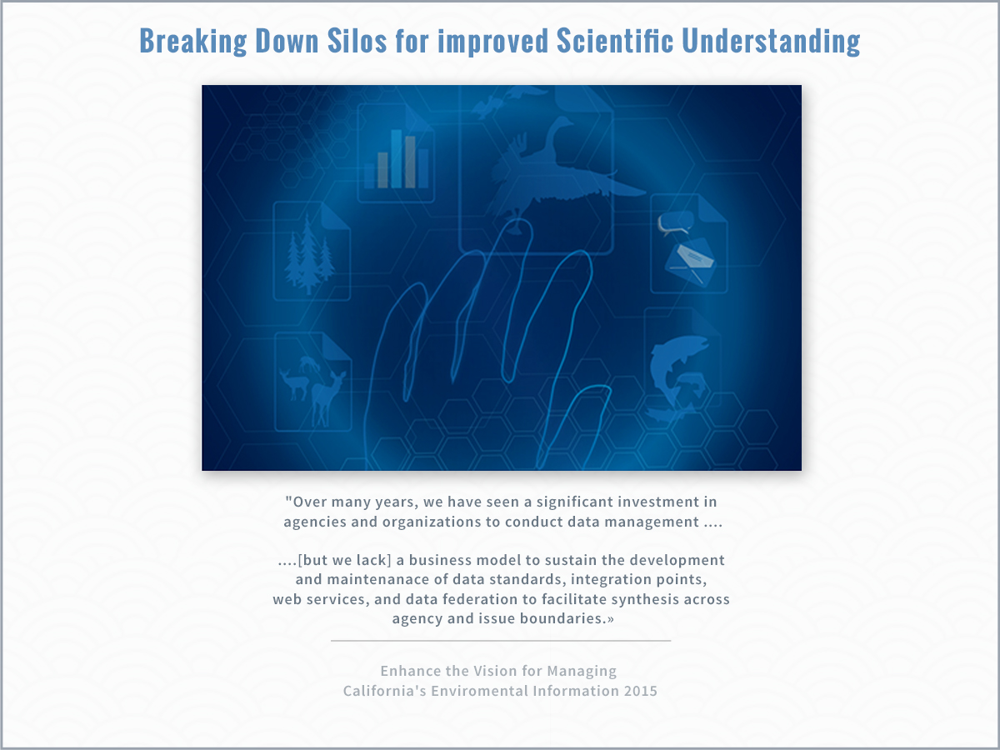 Breaking Down Silos for improved Scientific Understanding
"Over many years, we have seen a significant investment in
agencies and organizations to conduct data management ....
....[but we lack] a business model to sustain the development
and maintenanace of data standards, integration points,
web services, and data federation to facilitate synthesis across
agency and issue boundaries.»
Enhance the Vision for Managing
California's Enviromental Information 2015